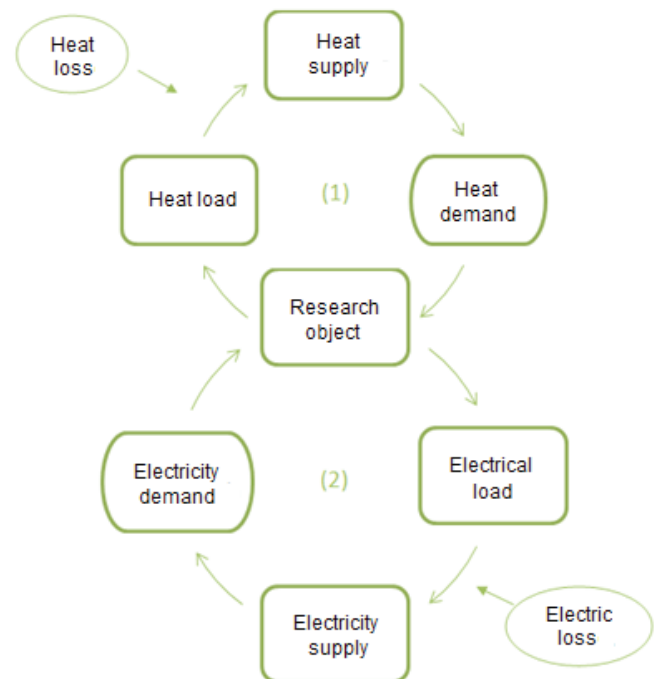 Heat
loss
Heat
supply
Heat load
(1)
Heat
demand
Research
object
Electricity
demand
(2)
Electrical
load
Electricity
supply
Electric
loss